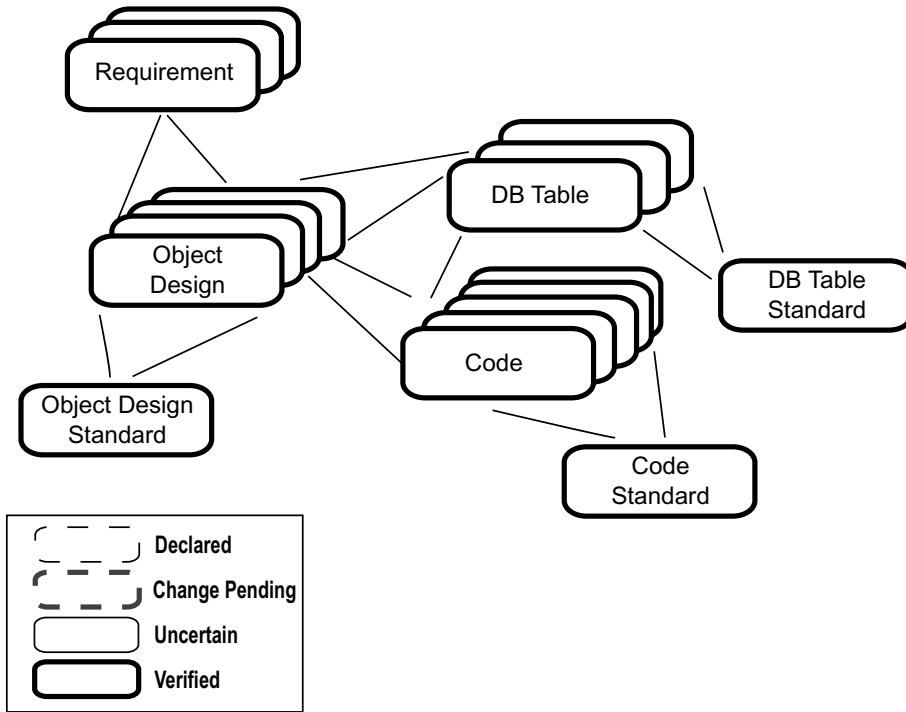 Requirement
DB Table
Object
Design
DB Table
Standard
Code
Object Design
Standard
Code
Standard
Declared
Change Pending
Uncertain
Verified